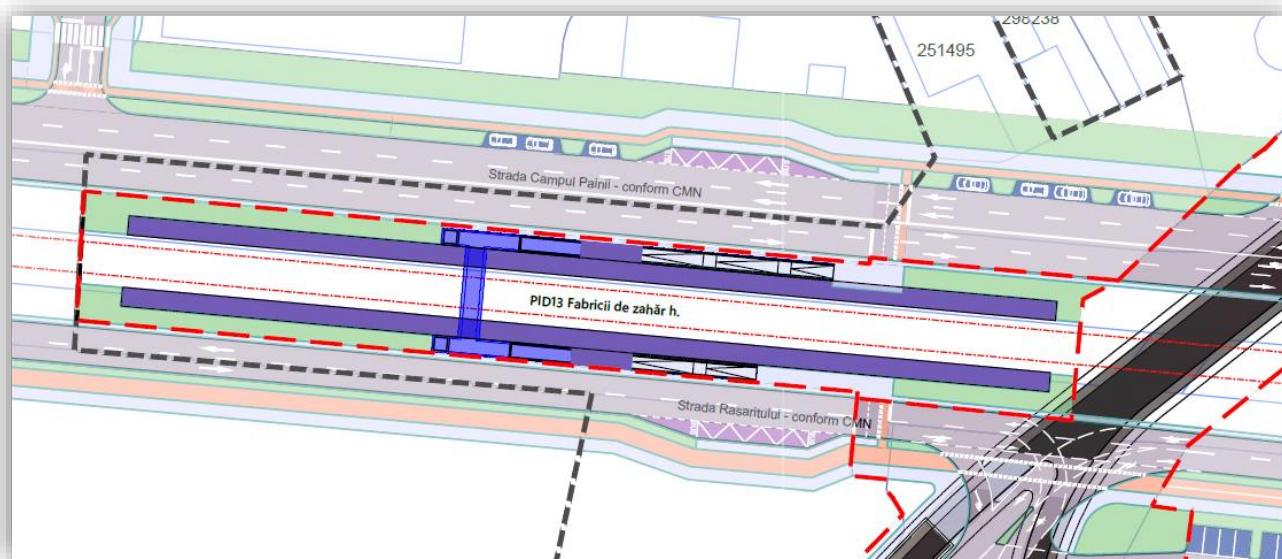 298238
251495
Strada Campul Painii - conform CMN
PID13 Fabricii de zahăr h.
Strada Rasaritului - conform CMN